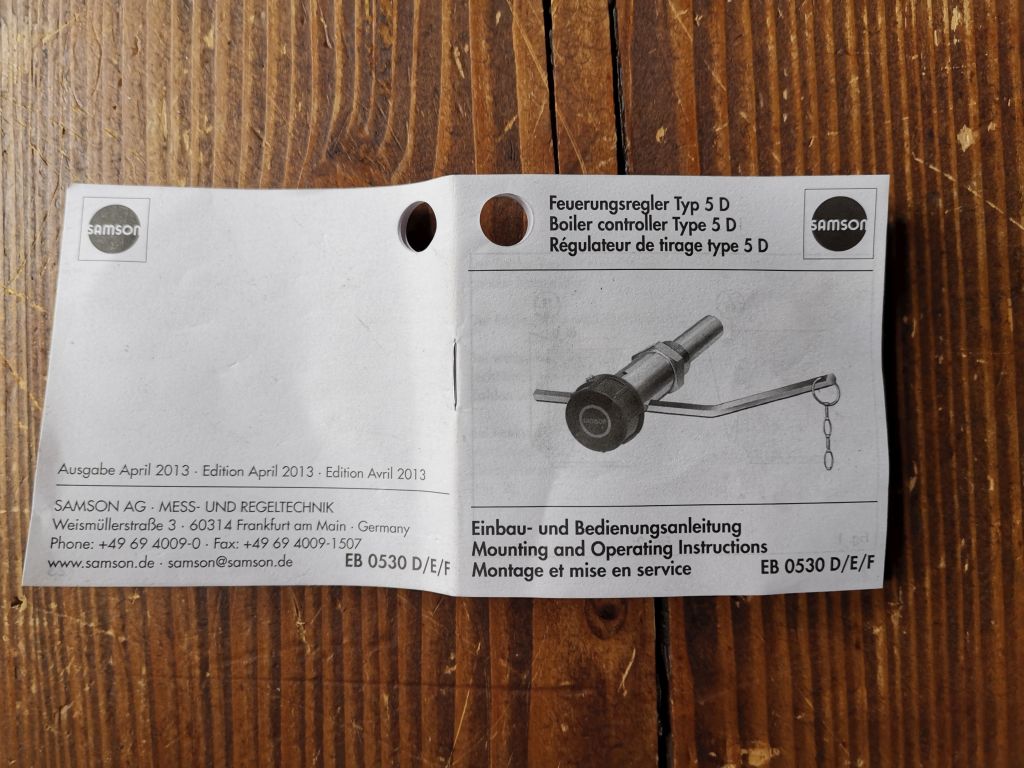 SAMSON
Ausgabe April 2013 · Edition April 2013 · Edition Avril 2013
SAMSON AG · MESS- UND REGELTECHNIK
Weismüllerstraße 3 · 60314 Frankfurt am Main · Germany
Phone: +49 69 4009-0 · Fax: +49 69 4009-1507
www.samson.de · samson@samson.de
EB 0530 D/E/F
Feuerungsregler Typ 5 D
Boiler controller Type 5 D
Régulateur de tirage type 5 D
SAMSON
SAMSON
Einbau- und Bedienungsanleitung
Mounting and Operating Instructions
Montage et mise en service
EB 0530 D/E/F